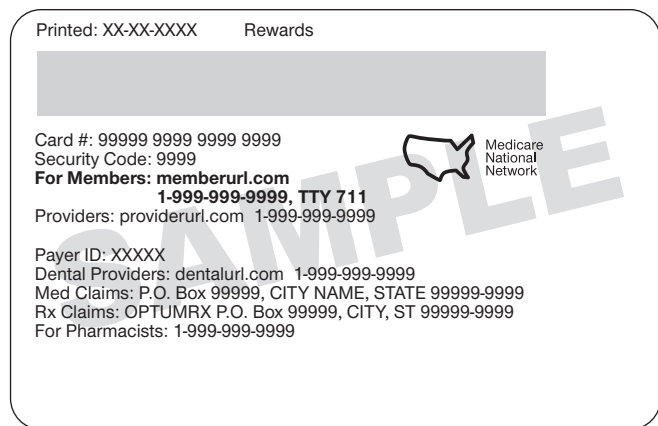 Printed: XX-XX-XXXX Rewards
Card #: 99999 9999 9999 9999
Security Code: 9999
For Members: memberurl.com
1-999-999-9999, TTY 711
Providers: providerurl.com 1-999-999-9999
Medicare
National
Network
SAMPLE
Payer ID: XXXXX
Dental Providers: dentalurl.com 1-999-999-9999
Med Claims: P.O. Box 99999, CITY NAME, STATE 99999-9999
Rx Claims: OPTUMRX P.O. Box 99999, CITY, ST 99999-9999
For Pharmacists: 1-999-999-9999